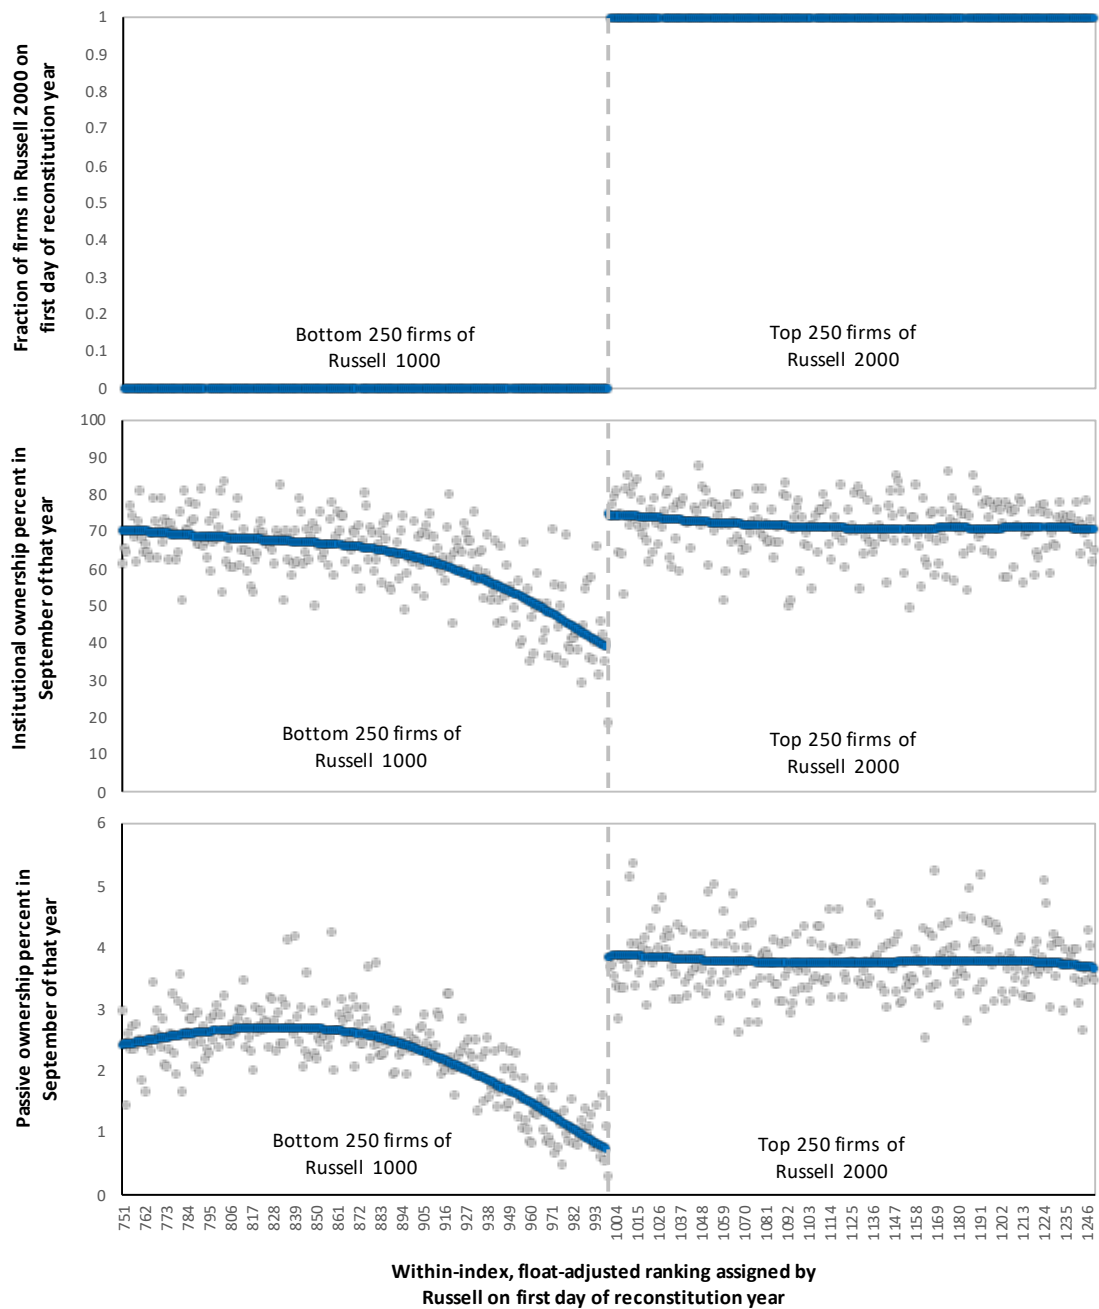 Fraction of firms in Russell 2000 on
first day of reconstitution year
1
0.9
0.8
0.7
0.6
0.5
0.4
0.3
0.2
0.1
0
Bottom 250 firms of
Russell 1000
Top 250 firms of
Russell 2000
Institutional ownership percent in
September of that year
100
90
80
70
60
50
40
30
20
10
0
Bottom 250 firms of
Russell 1000
Top 250 firms of
Russell 2000
Passive ownership percent in
September of that year
6
5
4
3
2
1
0
Bottom 250 firms of
Russell 1000
Top 250 firms of
Russell 2000
751 762 773 784 795 806 817 828 839 850 861 872 883 894 905 916 927 938 949 960 971 982 993 1004 1015 1026 1037 1048 1059 1070 1081 1092 1103 1114 1125 1136 1147 1158 1169 1180 1191 1202 1213 1224 1235 1246
Within-index, float-adjusted ranking assigned by
Russell on first day of reconstitution year